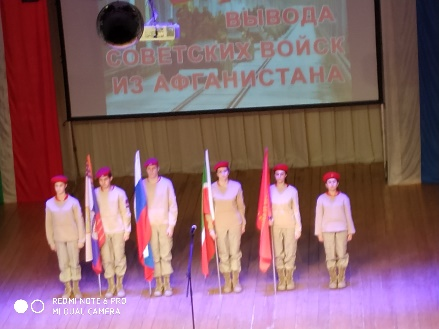 ВЫВОДА
СОВЕТСКИХ ВОЙСК
ИЗ АФГАНИСТАНА
REDMI NOTE 6 PRO
MI DUAL CAMERA